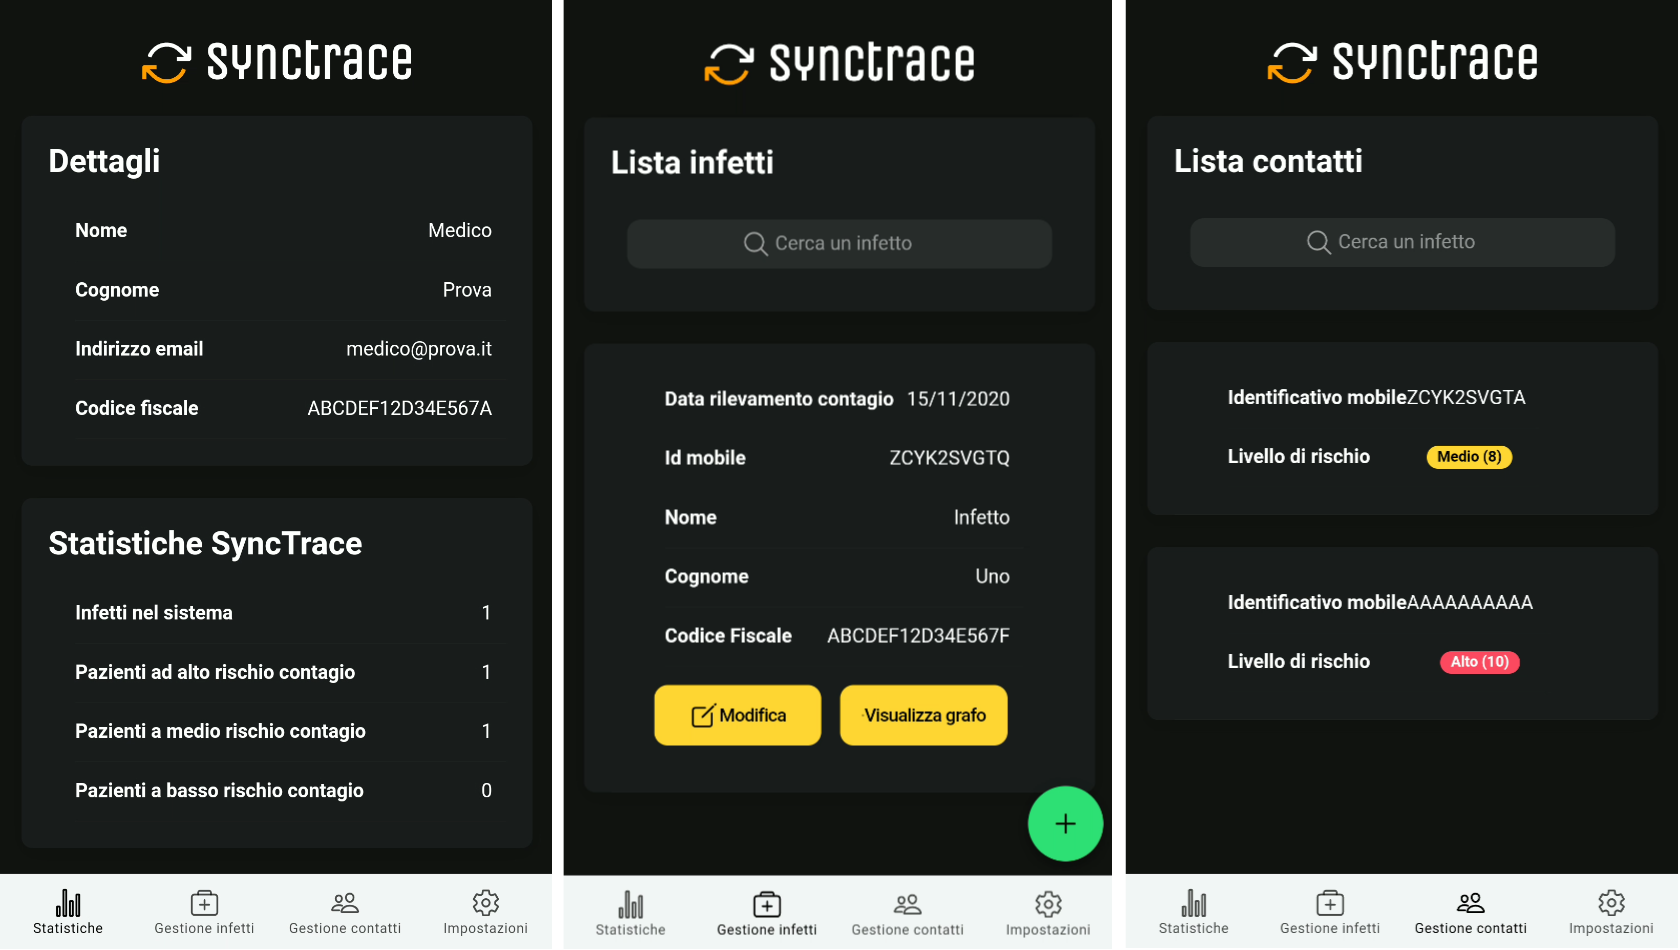 synctrace
Dettagli
Nome Medico
Cognome Prova
Indirizzo email medico@prova.it
Codice fiscale ABCDEF12D34E567A
Statistiche SyncTrace
Infetti nel sistema 1
Pazienti ad alto rischio contagio 1
Pazienti a medio rischio contagio 1
Pazienti a basso rischio contagio 0
Statistiche Gestione infetti Gestione contatti Impostazioni
synctrace
Lista infetti
Cerca un infetto
Data rilevamento contagio 15/11/2020
Id mobile ZCYK2SVGTQ
Nome Infetto
Cognome Uno
Codice Fiscale ABCDEF12D34E567F
Modifica Visualizza grafo
+
Statistiche Gestione infetti Gestione contatti Impostazioni
synctrace
Lista contatti
Cerca un infetto
Identificativo mobileZCYK2SVGTA
Livello di rischio Medio (8)
Identificativo mobileAAAAAAAAAA
Livello di rischio Alto (10)
Statistiche Gestione infetti Gestione contatti Impostazioni